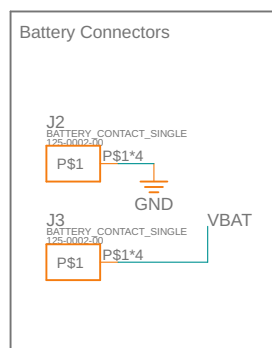 Battery Connectors
J2
BATTERY_CONTACT_SINGLE
125-0002-00
P$1
P$1*4
GND
J3
BATTERY_CONTACT_SINGLE
125-0002-00
P$1
P$1*4
VBAT